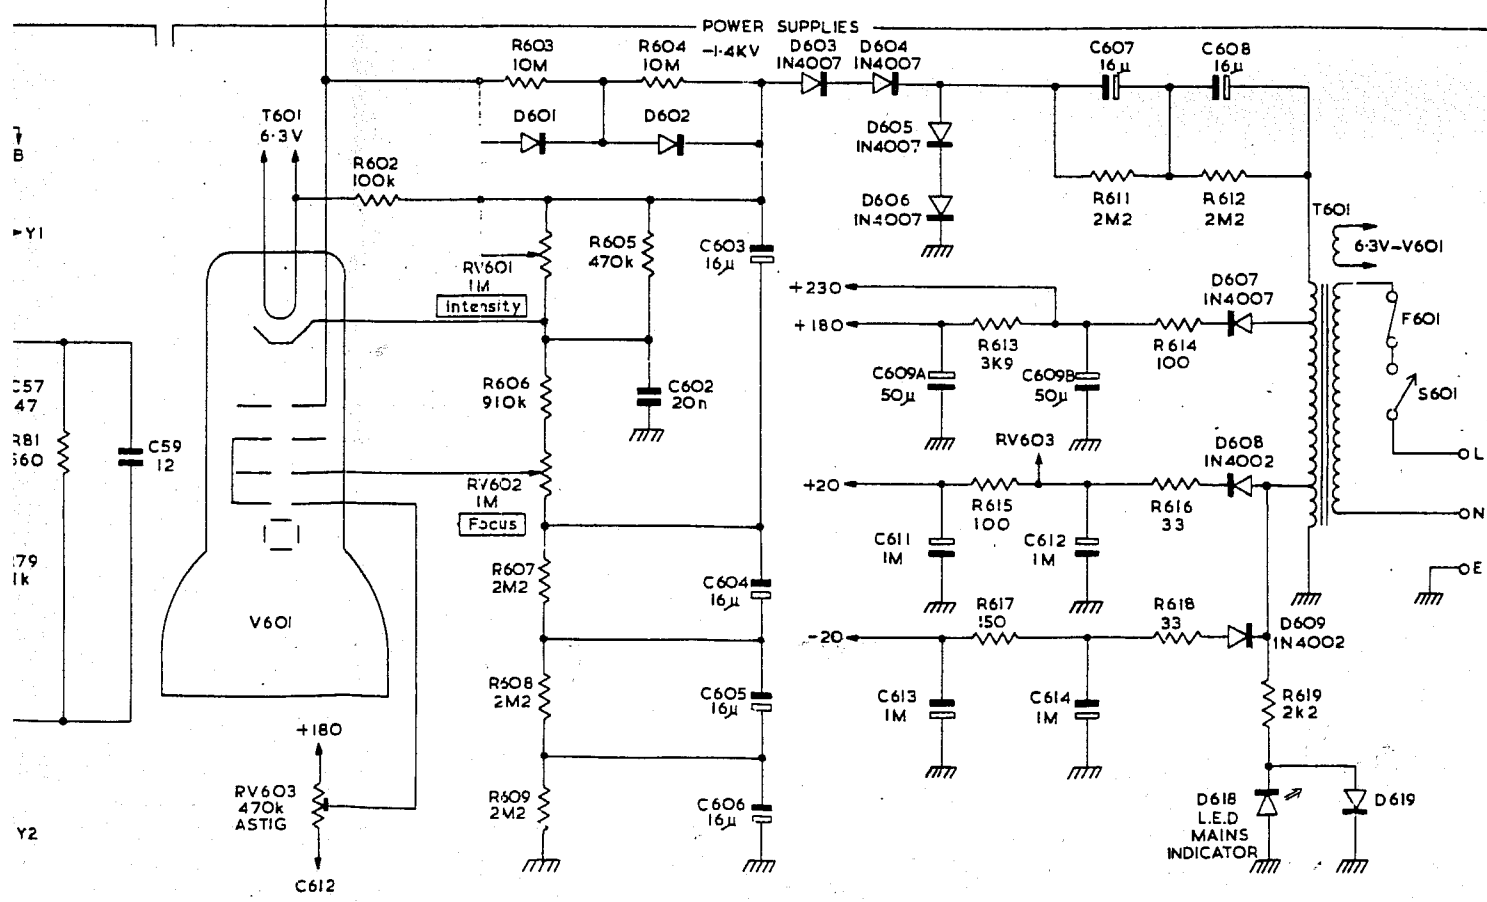 POWER SUPPLIES
-1·4KV
R603
10M
R604
10M
D603
1N4007
D604
1N4007
C607
16µ
C608
16µ
T601
6·3V
D601
D602
B
R602
100k
D605
1N4007
D606
1N4007
R611
2M2
R612
2M2
T601
6·3V-V601
Y1
RV601
1M
Intensity
R605
470k
C603
16µ
+230
+180
R613
3K9
R614
100
D607
1N4007
F601
S601
C57
47
R81
560
C59
12
R606
910k
C602
20n
C609A
50µ
C609B
50µ
RV603
D608
1N4002
L
RV602
1M
Focus
+20
R615
100
R616
33
N
C611
1M
C612
1M
E
79
1k
R607
2M2
C604
16µ
V601
-20
R617
150
R618
33
D609
1N4002
R608
2M2
C605
16µ
C613
1M
C614
1M
R619
2k2
+180
RV603
470k
ASTIG
C612
Y2
R609
2M2
C606
16µ
D618
L.E.D
MAINS
INDICATOR
D619